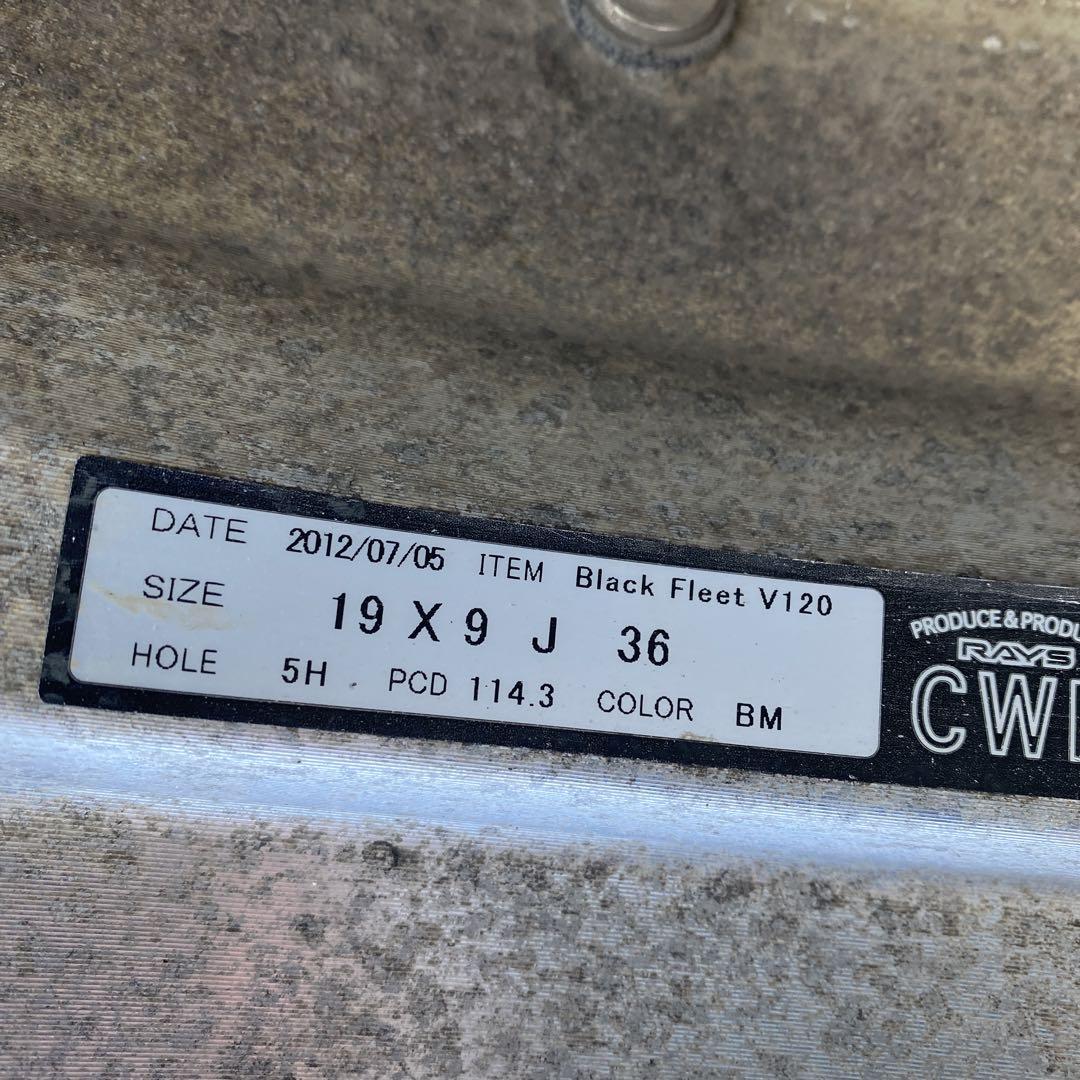 DATE 2012/07/05 ITEM Black Fleet V120
SIZE 19 X 9 J 36
HOLE 5H PCD 114.3 COLOR BM
PRODUCE &
RAYS